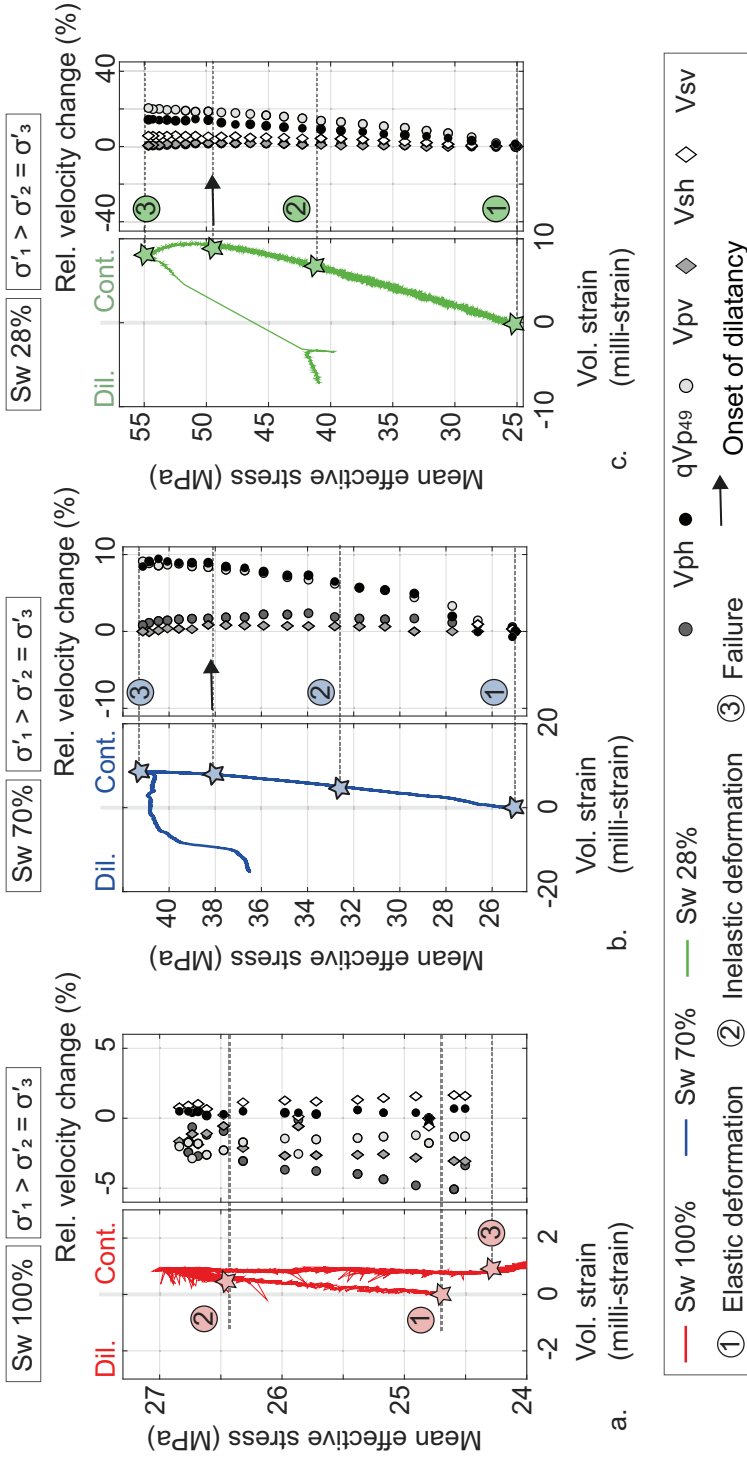 Sw 100%
σ'1 > σ'2 = σ'3
Rel. velocity change (%)
-5
0
5
Dil.
Cont.
Mean effective stress (MPa)
27
26
25
24
2
1
3
-2
0
2
Vol. strain
(milli-strain)
a.
Sw 70%
σ'1 > σ'2 = σ'3
Rel. velocity change (%)
-10
0
10
Dil.
Cont.
Mean effective stress (MPa)
40
38
36
34
32
30
28
26
3
2
1
-20
0
20
Vol. strain
(milli-strain)
b.
Sw 28%
σ'1 > σ'2 = σ'3
Rel. velocity change (%)
-40
0
40
Dil.
Cont.
Mean effective stress (MPa)
55
50
45
40
35
30
25
3
2
1
-10
0
10
Vol. strain
(milli-strain)
c.
Sw 100%
Sw 70%
Sw 28%
Vph
qVp49
Vpv
Vsh
Vsv
1 Elastic deformation
2 Inelastic deformation
3 Failure
Onset of dilatancy